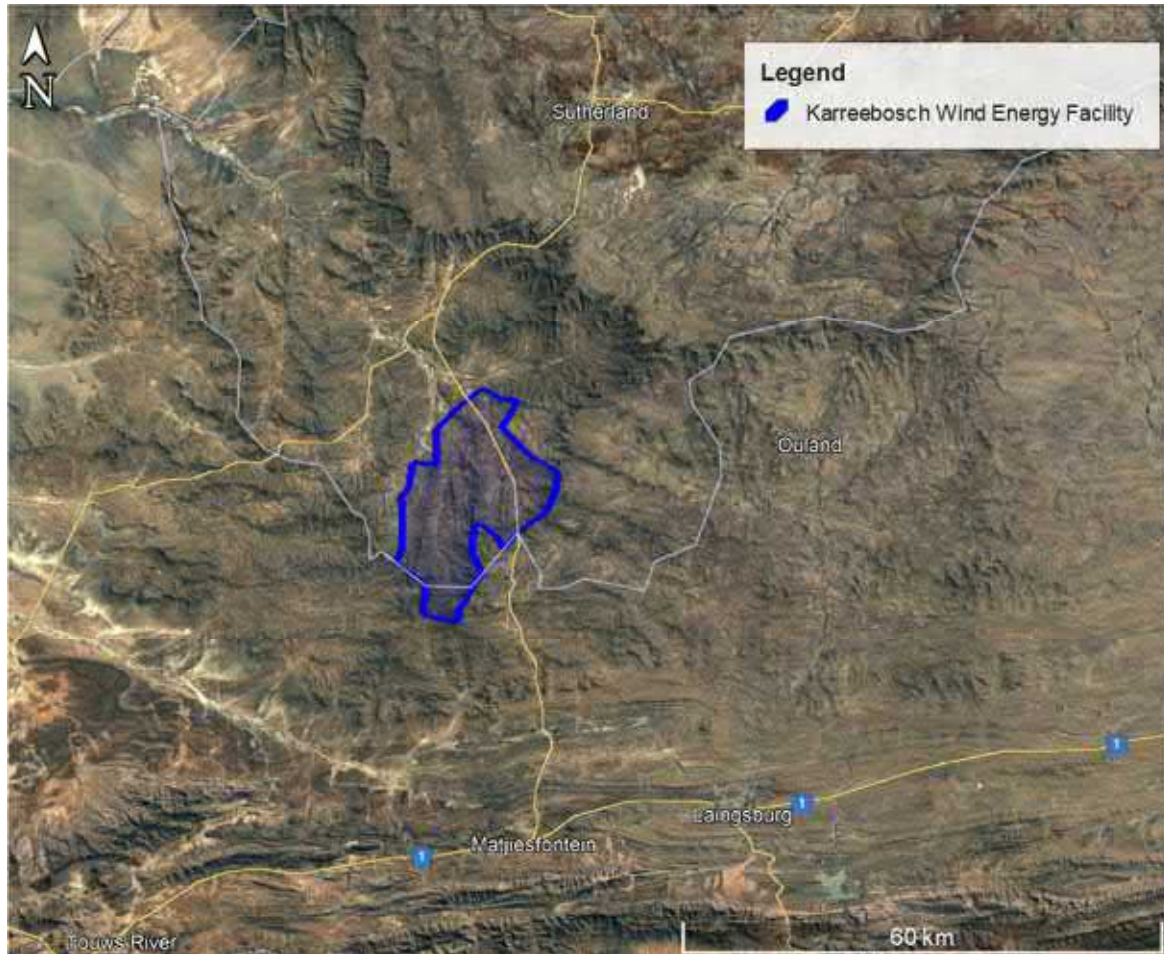 N
Legend
Karreebosch Wind Energy Facility
Sutherland
Ouland
1
1
Laingsburg
Matjiesfontein
1
Touws River
60 km